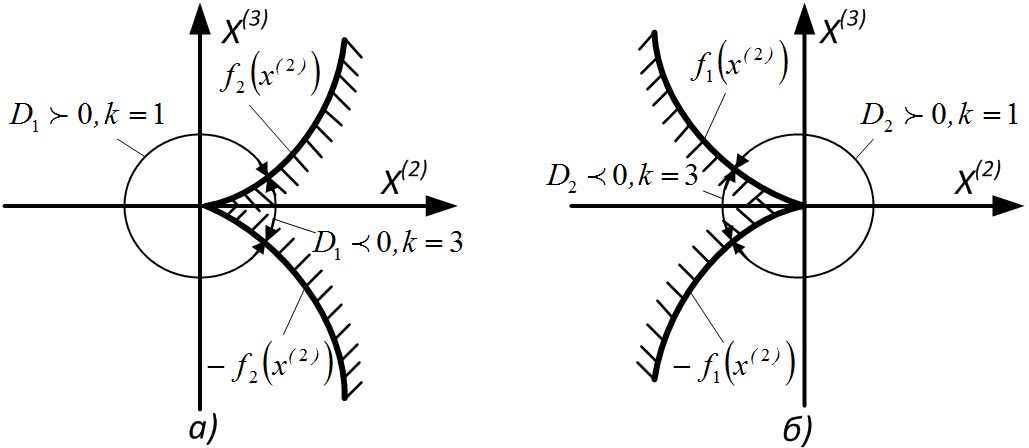 X⁽³⁾
f₂(x⁽²⁾)
D₁ ≻ 0, k = 1
X⁽²⁾
D₁ ≺ 0, k = 3
− f₂(x⁽²⁾)
а)
X⁽³⁾
f₁(x⁽²⁾)
D₂ ≻ 0, k = 1
D₂ ≺ 0, k = 3
X⁽²⁾
− f₁(x⁽²⁾)
б)